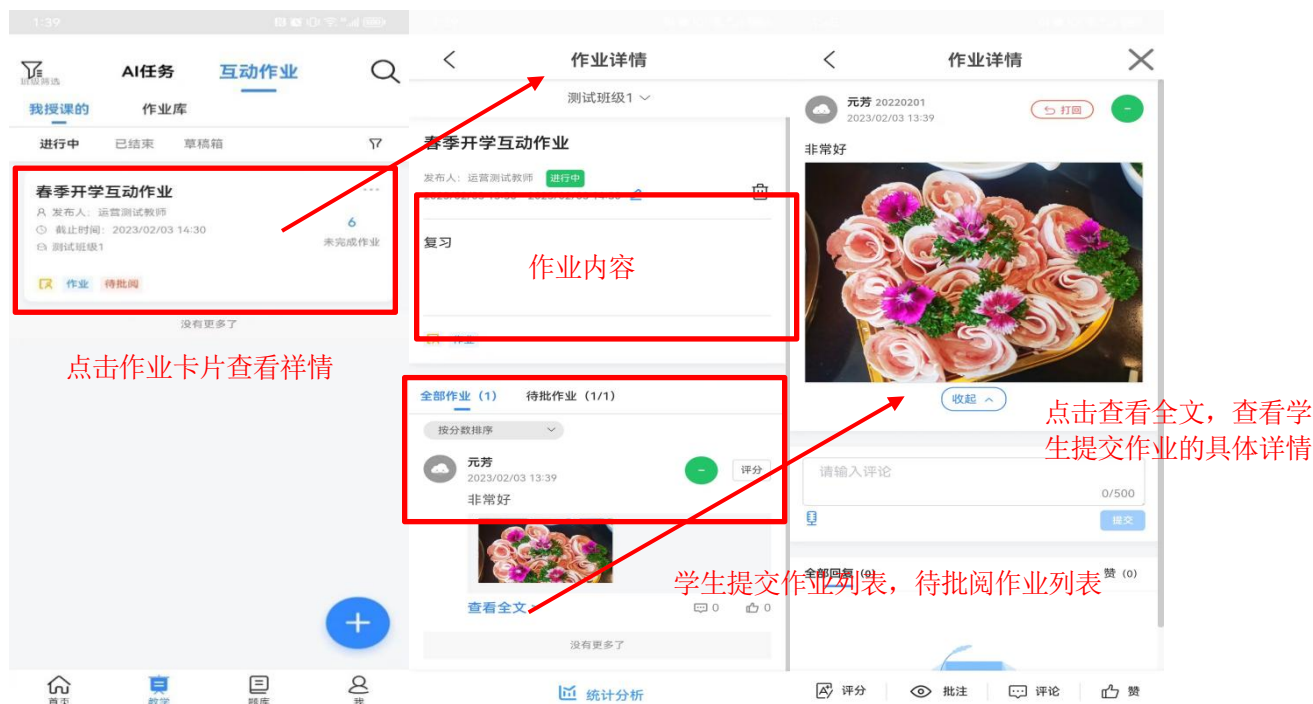 1:39
班级筛选
AI任务
互动作业
我授课的
作业库
进行中
已结束
草稿箱
春季开学互动作业
发布人：运营测试教师
截止时间：2023/02/03 14:30
测试班级1
6
未完成作业
作业
待批阅
没有更多了
点击作业卡片查看祥情
首页
教学
题库
我
作业详情
测试班级1
春季开学互动作业
发布人：运营测试教师
进行中
复习
作业内容
作业
全部作业（1）
待批作业（1/1）
按分数排序
元芳
2023/02/03 13:39
评分
非常好
查看全文
0
0
学生提交作业列表，待批阅作业列表
没有更多了
统计分析
作业详情
元芳 20220201
2023/02/03 13:39
打回
非常好
收起
点击查看全文，查看学
生提交作业的具体详情
请输入评论
0/500
提交
全部回复（0）
赞（0）
评分
批注
评论
赞